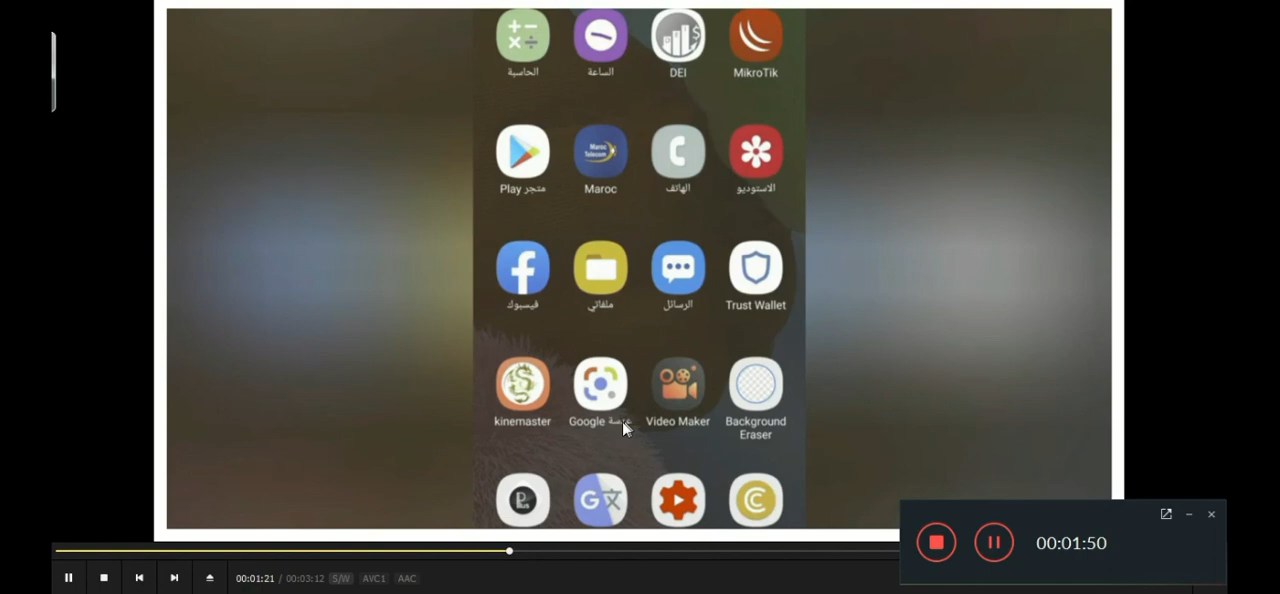 الحاسبة
الساعة
DEI
MikroTik
متجر Play
Maroc Telecom
Maroc
الهاتف
الاستوديو
فيسبوك
ملفاتي
الرسائل
Trust Wallet
kinemaster
Google
Video Maker
Background
Eraser
00:01:50
00:01:21 / 00:03:12 S/W AVC1 AAC